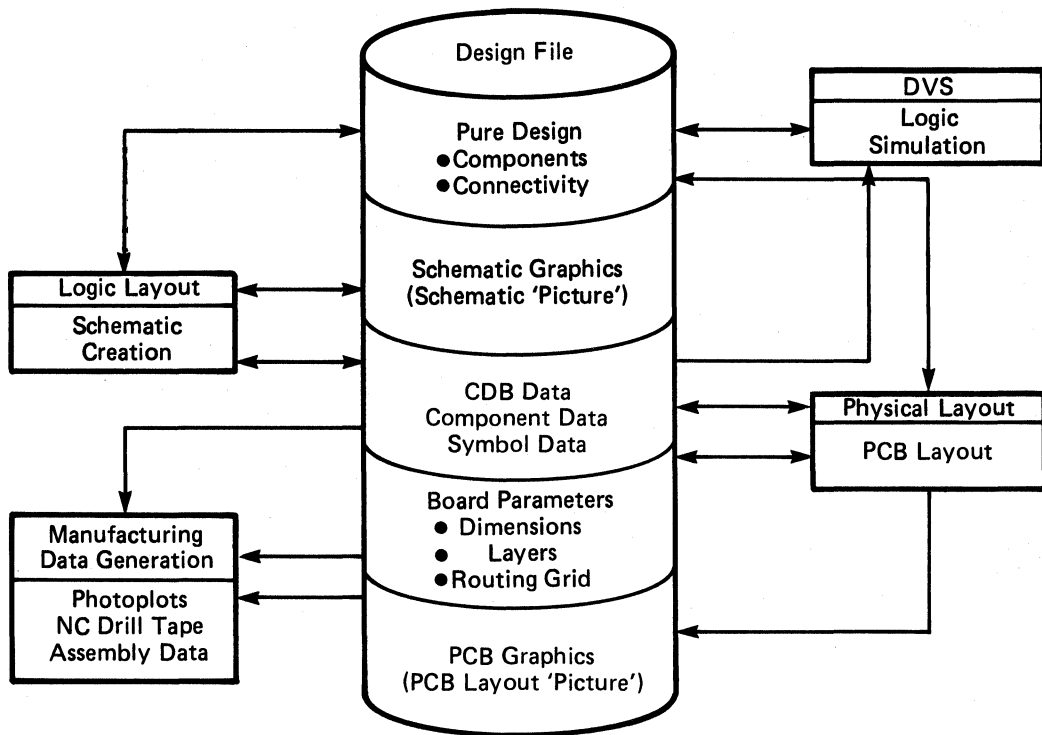 Design File
Pure Design
● Components
● Connectivity
Schematic Graphics
(Schematic 'Picture')
CDB Data
Component Data
Symbol Data
Board Parameters
● Dimensions
● Layers
● Routing Grid
PCB Graphics
(PCB Layout 'Picture')
Logic Layout
Schematic
Creation
Manufacturing
Data Generation
Photoplots
NC Drill Tape
Assembly Data
DVS
Logic
Simulation
Physical Layout
PCB Layout